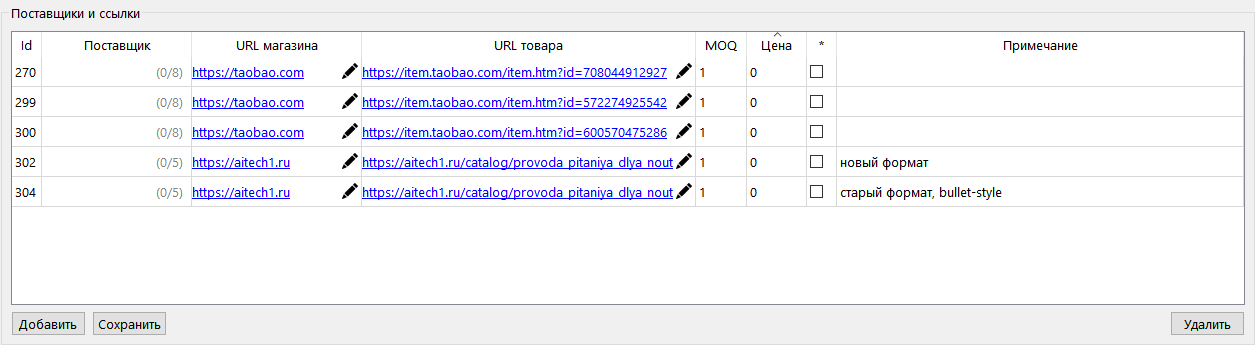 Поставщики и ссылки
Id Поставщик URL магазина URL товара MOQ Цена * Примечание
270 (0/8) https://taobao.com https://item.taobao.com/item.htm?id=708044912927 1 0
299 (0/8) https://taobao.com https://item.taobao.com/item.htm?id=572274925542 1 0
300 (0/8) https://taobao.com https://item.taobao.com/item.htm?id=600570475286 1 0
302 (0/5) https://aitech1.ru https://aitech1.ru/catalog/provoda_pitaniya_dlya_nout 1 0 новый формат
304 (0/5) https://aitech1.ru https://aitech1.ru/catalog/provoda_pitaniya_dlya_nout 1 0 старый формат, bullet-style
Добавить Сохранить Удалить